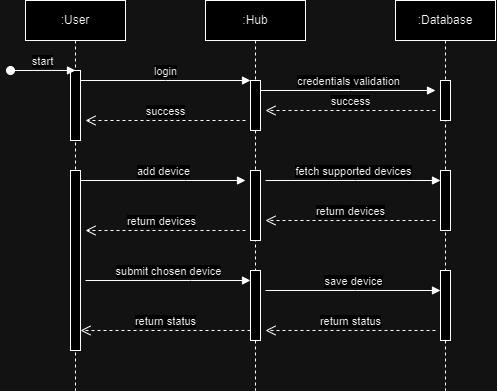 :User
:Hub
:Database
start
login
credentials validation
success
success
add device
fetch supported devices
return devices
return devices
submit chosen device
save device
return status
return status